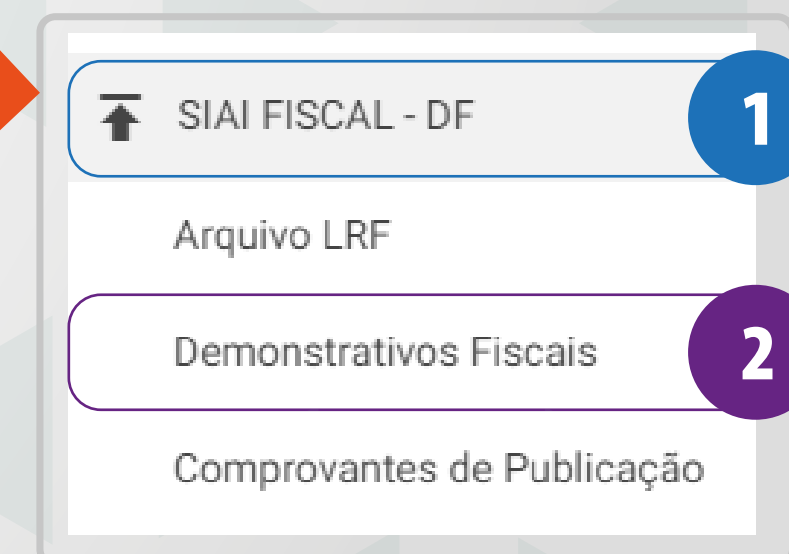 SIAI FISCAL - DF 1
Arquivo LRF
Demonstrativos Fiscais 2
Comprovantes de Publicação